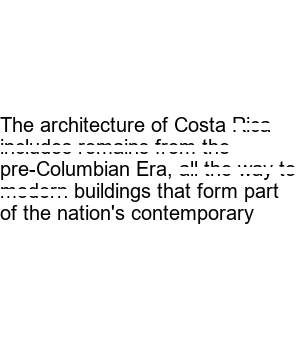 The architecture of Costa Rica
includes remains from the
pre-Columbian Era, all the way to
modern buildings that form part
of the nation's contemporary